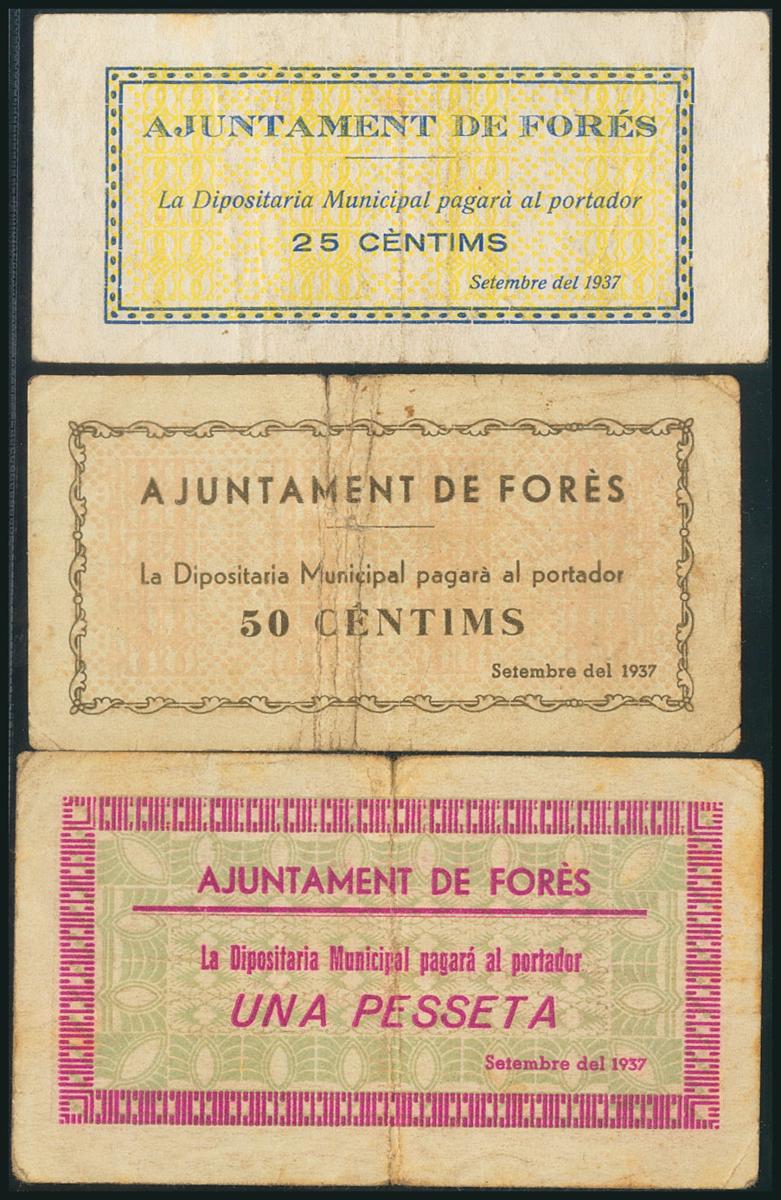 AJUNTAMENT DE FORÉS
La Dipositaria Municipal pagarà al portador
25 CÈNTIMS
Setembre del 1937
AJUNTAMENT DE FORÈS
La Dipositaria Municipal pagarà al portador
50 CÈNTIMS
Setembre del 1937
AJUNTAMENT DE FORÈS
La Dipositaria Municipal pagará al portador
UNA PESSETA
Setembre del 1937